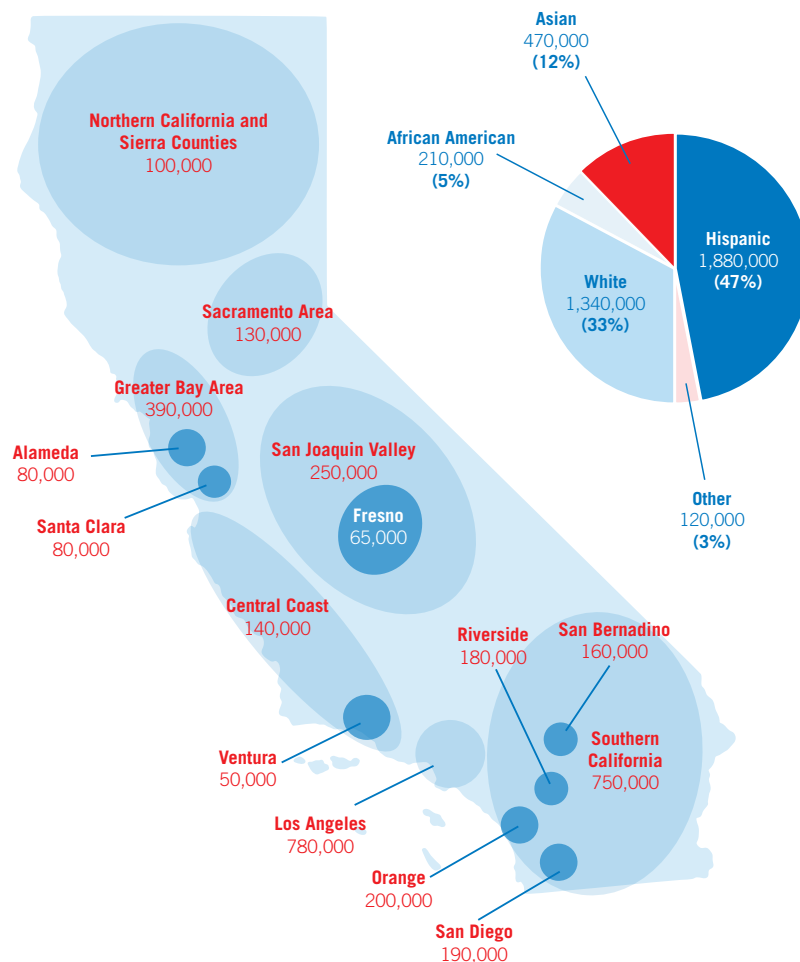 Northern California and
Sierra Counties
100,000
Sacramento Area
130,000
Greater Bay Area
390,000
Alameda
80,000
Santa Clara
80,000
San Joaquin Valley
250,000
Fresno
65,000
Central Coast
140,000
Ventura
50,000
Los Angeles
780,000
Riverside
180,000
San Bernadino
160,000
Southern
California
750,000
Orange
200,000
San Diego
190,000
Asian
470,000
(12%)
African American
210,000
(5%)
Hispanic
1,880,000
(47%)
White
1,340,000
(33%)
Other
120,000
(3%)